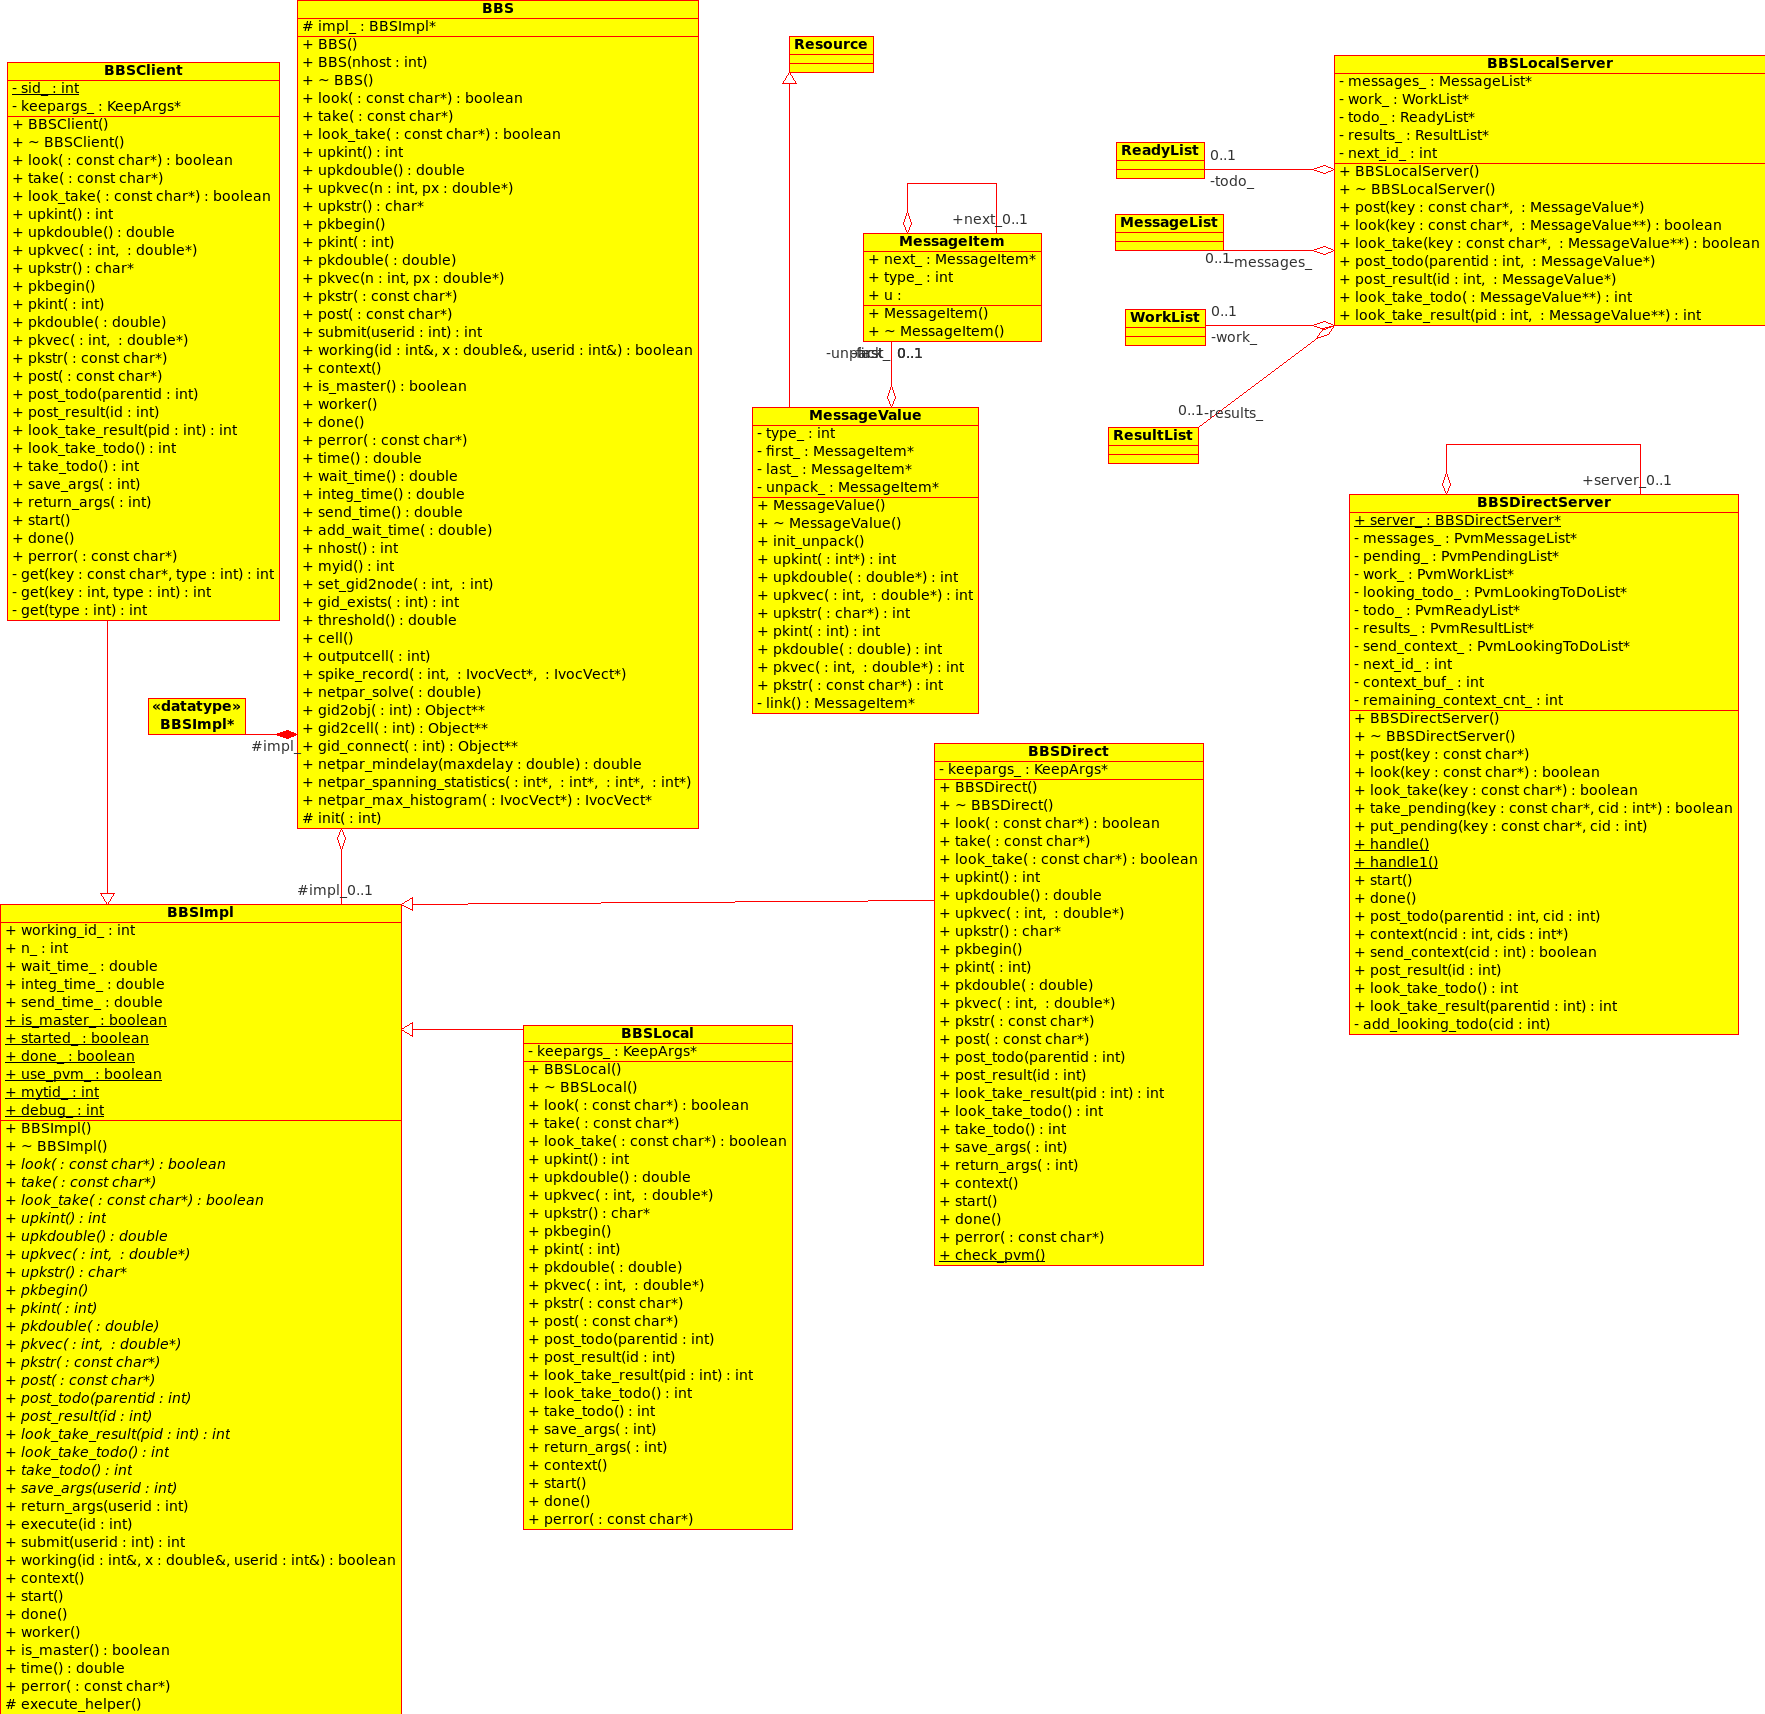 BBS
# impl_ : BBSImpl*
+ BBS()
+ BBS(nhost : int)
+ ~ BBS()
+ look( : const char*) : boolean
+ take( : const char*)
+ look_take( : const char*) : boolean
+ upkint() : int
+ upkdouble() : double
+ upkvec(n : int, px : double*)
+ upkstr() : char*
+ pkbegin()
+ pkint( : int)
+ pkdouble( : double)
+ pkvec(n : int, px : double*)
+ pkstr( : const char*)
+ post( : const char*)
+ submit(userid : int) : int
+ working(id : int&, x : double&, userid : int&) : boolean
+ context()
+ is_master() : boolean
+ worker()
+ done()
+ perror( : const char*)
+ time() : double
+ wait_time() : double
+ integ_time() : double
+ send_time() : double
+ add_wait_time( : double)
+ nhost() : int
+ myid() : int
+ set_gid2node( : int,  : int)
+ gid_exists( : int) : int
+ threshold() : double
+ cell()
+ outputcell( : int)
+ spike_record( : int,  : IvocVect*,  : IvocVect*)
+ netpar_solve( : double)
+ gid2obj( : int) : Object**
+ gid2cell( : int) : Object**
+ gid_connect( : int) : Object**
+ netpar_mindelay(maxdelay : double) : double
+ netpar_spanning_statistics( : int*,  : int*,  : int*,  : int*)
+ netpar_max_histogram( : IvocVect*) : IvocVect*
# init( : int)
BBSClient
- sid_ : int
- keepargs_ : KeepArgs*
+ BBSClient()
+ ~ BBSClient()
+ look( : const char*) : boolean
+ take( : const char*)
+ look_take( : const char*) : boolean
+ upkint() : int
+ upkdouble() : double
+ upkvec( : int,  : double*)
+ upkstr() : char*
+ pkbegin()
+ pkint( : int)
+ pkdouble( : double)
+ pkvec( : int,  : double*)
+ pkstr( : const char*)
+ post( : const char*)
+ post_todo(parentid : int)
+ post_result(id : int)
+ look_take_result(pid : int) : int
+ look_take_todo() : int
+ take_todo() : int
+ save_args( : int)
+ return_args( : int)
+ start()
+ done()
+ perror( : const char*)
- get(key : const char*, type : int) : int
- get(key : int, type : int) : int
- get(type : int) : int
«datatype»
BBSImpl*
#impl_
#impl_0..1
BBSImpl
+ working_id_ : int
+ n_ : int
+ wait_time_ : double
+ integ_time_ : double
+ send_time_ : double
+ is_master_ : boolean
+ started_ : boolean
+ done_ : boolean
+ use_pvm_ : boolean
+ mytid_ : int
+ debug_ : int
+ BBSImpl()
+ ~ BBSImpl()
+ look( : const char*) : boolean
+ take( : const char*)
+ look_take( : const char*) : boolean
+ upkint() : int
+ upkdouble() : double
+ upkvec( : int,  : double*)
+ upkstr() : char*
+ pkbegin()
+ pkint( : int)
+ pkdouble( : double)
+ pkvec( : int,  : double*)
+ pkstr( : const char*)
+ post( : const char*)
+ post_todo(parentid : int)
+ post_result(id : int)
+ look_take_result(pid : int) : int
+ look_take_todo() : int
+ take_todo() : int
+ save_args(userid : int)
+ return_args(userid : int)
+ execute(id : int)
+ submit(userid : int) : int
+ working(id : int&, x : double&, userid : int&) : boolean
+ context()
+ start()
+ done()
+ worker()
+ is_master() : boolean
+ time() : double
+ perror( : const char*)
# execute_helper()
BBSLocal
- keepargs_ : KeepArgs*
+ BBSLocal()
+ ~ BBSLocal()
+ look( : const char*) : boolean
+ take( : const char*)
+ look_take( : const char*) : boolean
+ upkint() : int
+ upkdouble() : double
+ upkvec( : int,  : double*)
+ upkstr() : char*
+ pkbegin()
+ pkint( : int)
+ pkdouble( : double)
+ pkvec( : int,  : double*)
+ pkstr( : const char*)
+ post( : const char*)
+ post_todo(parentid : int)
+ post_result(id : int)
+ look_take_result(pid : int) : int
+ look_take_todo() : int
+ take_todo() : int
+ save_args( : int)
+ return_args( : int)
+ context()
+ start()
+ done()
+ perror( : const char*)
Resource
+next_0..1
MessageItem
+ next_ : MessageItem*
+ type_ : int
+ u :
+ MessageItem()
+ ~ MessageItem()
0..1
MessageValue
- type_ : int
- first_ : MessageItem*
- last_ : MessageItem*
- unpack_ : MessageItem*
+ MessageValue()
+ ~ MessageValue()
+ init_unpack()
+ upkint( : int*) : int
+ upkdouble( : double*) : int
+ upkvec( : int,  : double*) : int
+ upkstr( : char*) : int
+ pkint( : int) : int
+ pkdouble( : double) : int
+ pkvec( : int,  : double*) : int
+ pkstr( : const char*) : int
- link() : MessageItem*
BBSDirect
- keepargs_ : KeepArgs*
+ BBSDirect()
+ ~ BBSDirect()
+ look( : const char*) : boolean
+ take( : const char*)
+ look_take( : const char*) : boolean
+ upkint() : int
+ upkdouble() : double
+ upkvec( : int,  : double*)
+ upkstr() : char*
+ pkbegin()
+ pkint( : int)
+ pkdouble( : double)
+ pkvec( : int,  : double*)
+ pkstr( : const char*)
+ post( : const char*)
+ post_todo(parentid : int)
+ post_result(id : int)
+ look_take_result(pid : int) : int
+ look_take_todo() : int
+ take_todo() : int
+ save_args( : int)
+ return_args( : int)
+ context()
+ start()
+ done()
+ perror( : const char*)
+ check_pvm()
ReadyList
0..1
-todo_
MessageList
0..1
-messages_
WorkList
0..1
-work_
0..1
-results_
ResultList
BBSLocalServer
- messages_ : MessageList*
- work_ : WorkList*
- todo_ : ReadyList*
- results_ : ResultList*
- next_id_ : int
+ BBSLocalServer()
+ ~ BBSLocalServer()
+ post(key : const char*,  : MessageValue*)
+ look(key : const char*,  : MessageValue**) : boolean
+ look_take(key : const char*,  : MessageValue**) : boolean
+ post_todo(parentid : int,  : MessageValue*)
+ post_result(id : int,  : MessageValue*)
+ look_take_todo( : MessageValue**) : int
+ look_take_result(pid : int,  : MessageValue**) : int
+server_0..1
BBSDirectServer
+ server_ : BBSDirectServer*
- messages_ : PvmMessageList*
- pending_ : PvmPendingList*
- work_ : PvmWorkList*
- looking_todo_ : PvmLookingToDoList*
- todo_ : PvmReadyList*
- results_ : PvmResultList*
- send_context_ : PvmLookingToDoList*
- next_id_ : int
- context_buf_ : int
- remaining_context_cnt_ : int
+ BBSDirectServer()
+ ~ BBSDirectServer()
+ post(key : const char*)
+ look(key : const char*) : boolean
+ look_take(key : const char*) : boolean
+ take_pending(key : const char*, cid : int*) : boolean
+ put_pending(key : const char*, cid : int)
+ handle()
+ handle1()
+ start()
+ done()
+ post_todo(parentid : int, cid : int)
+ context(ncid : int, cids : int*)
+ send_context(cid : int) : boolean
+ post_result(id : int)
+ look_take_todo() : int
+ look_take_result(parentid : int) : int
- add_looking_todo(cid : int)